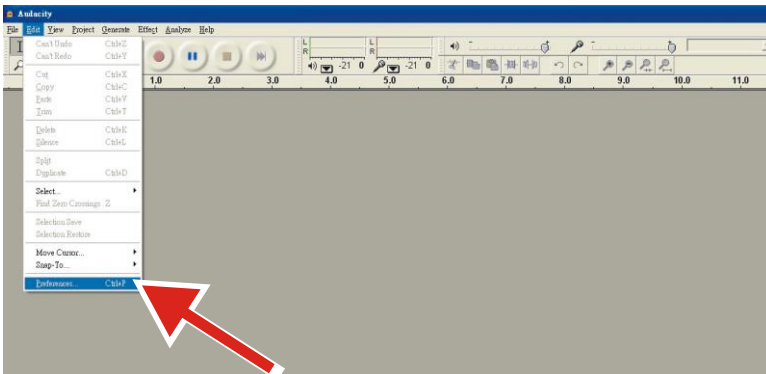 Audacity
File Edit View Project Generate Effect Analyze Help
Can't Undo Ctrl+Z
Can't Redo Ctrl+Y
Cut Ctrl+X
Copy Ctrl+C
Paste Ctrl+V
Trim Ctrl+T
Delete Ctrl+K
Silence Ctrl+L
Split
Duplicate Ctrl+D
Select...
Find Zero Crossings Z
Selection Save
Selection Restore
Move Cursor...
Snap-To...
Preferences... Ctrl+P
L
R
-21 0
L
R
-21 0
1.0 2.0 3.0 4.0 5.0 6.0 7.0 8.0 9.0 10.0 11.0